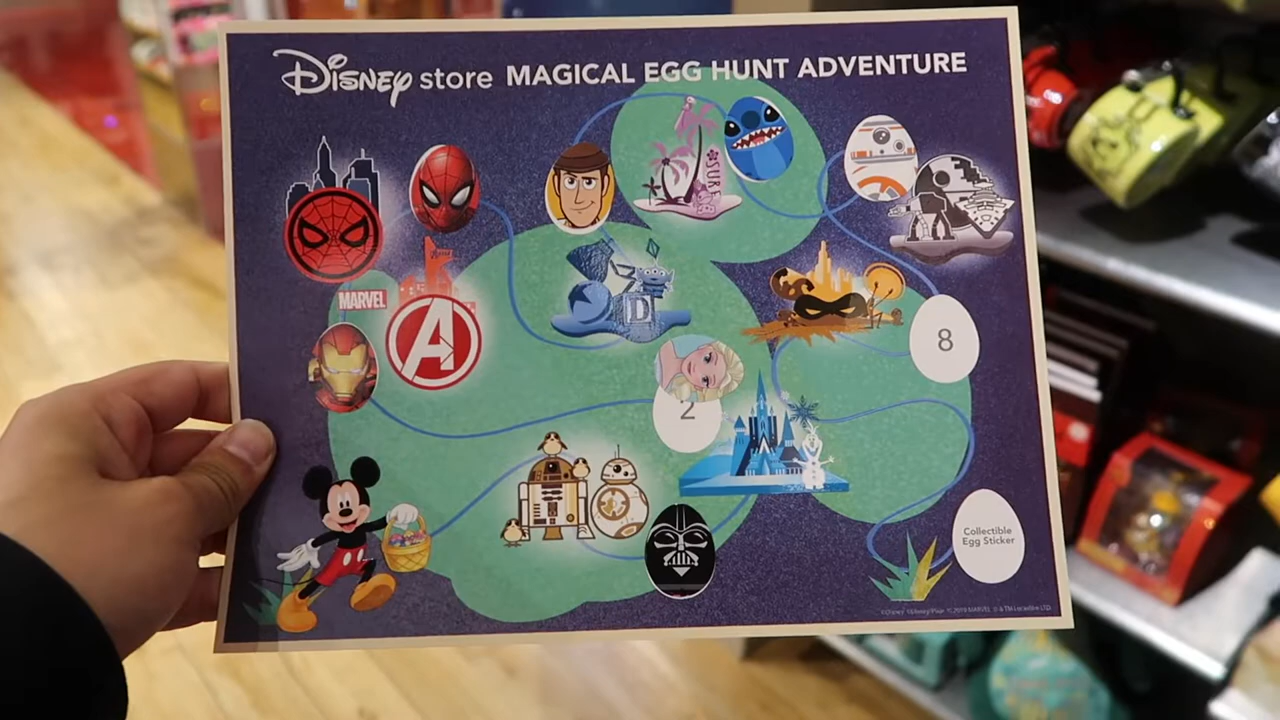 Disney store MAGICAL EGG HUNT ADVENTURE
SURF
MARVEL
A
D
8
2
Collectible
Egg Sticker